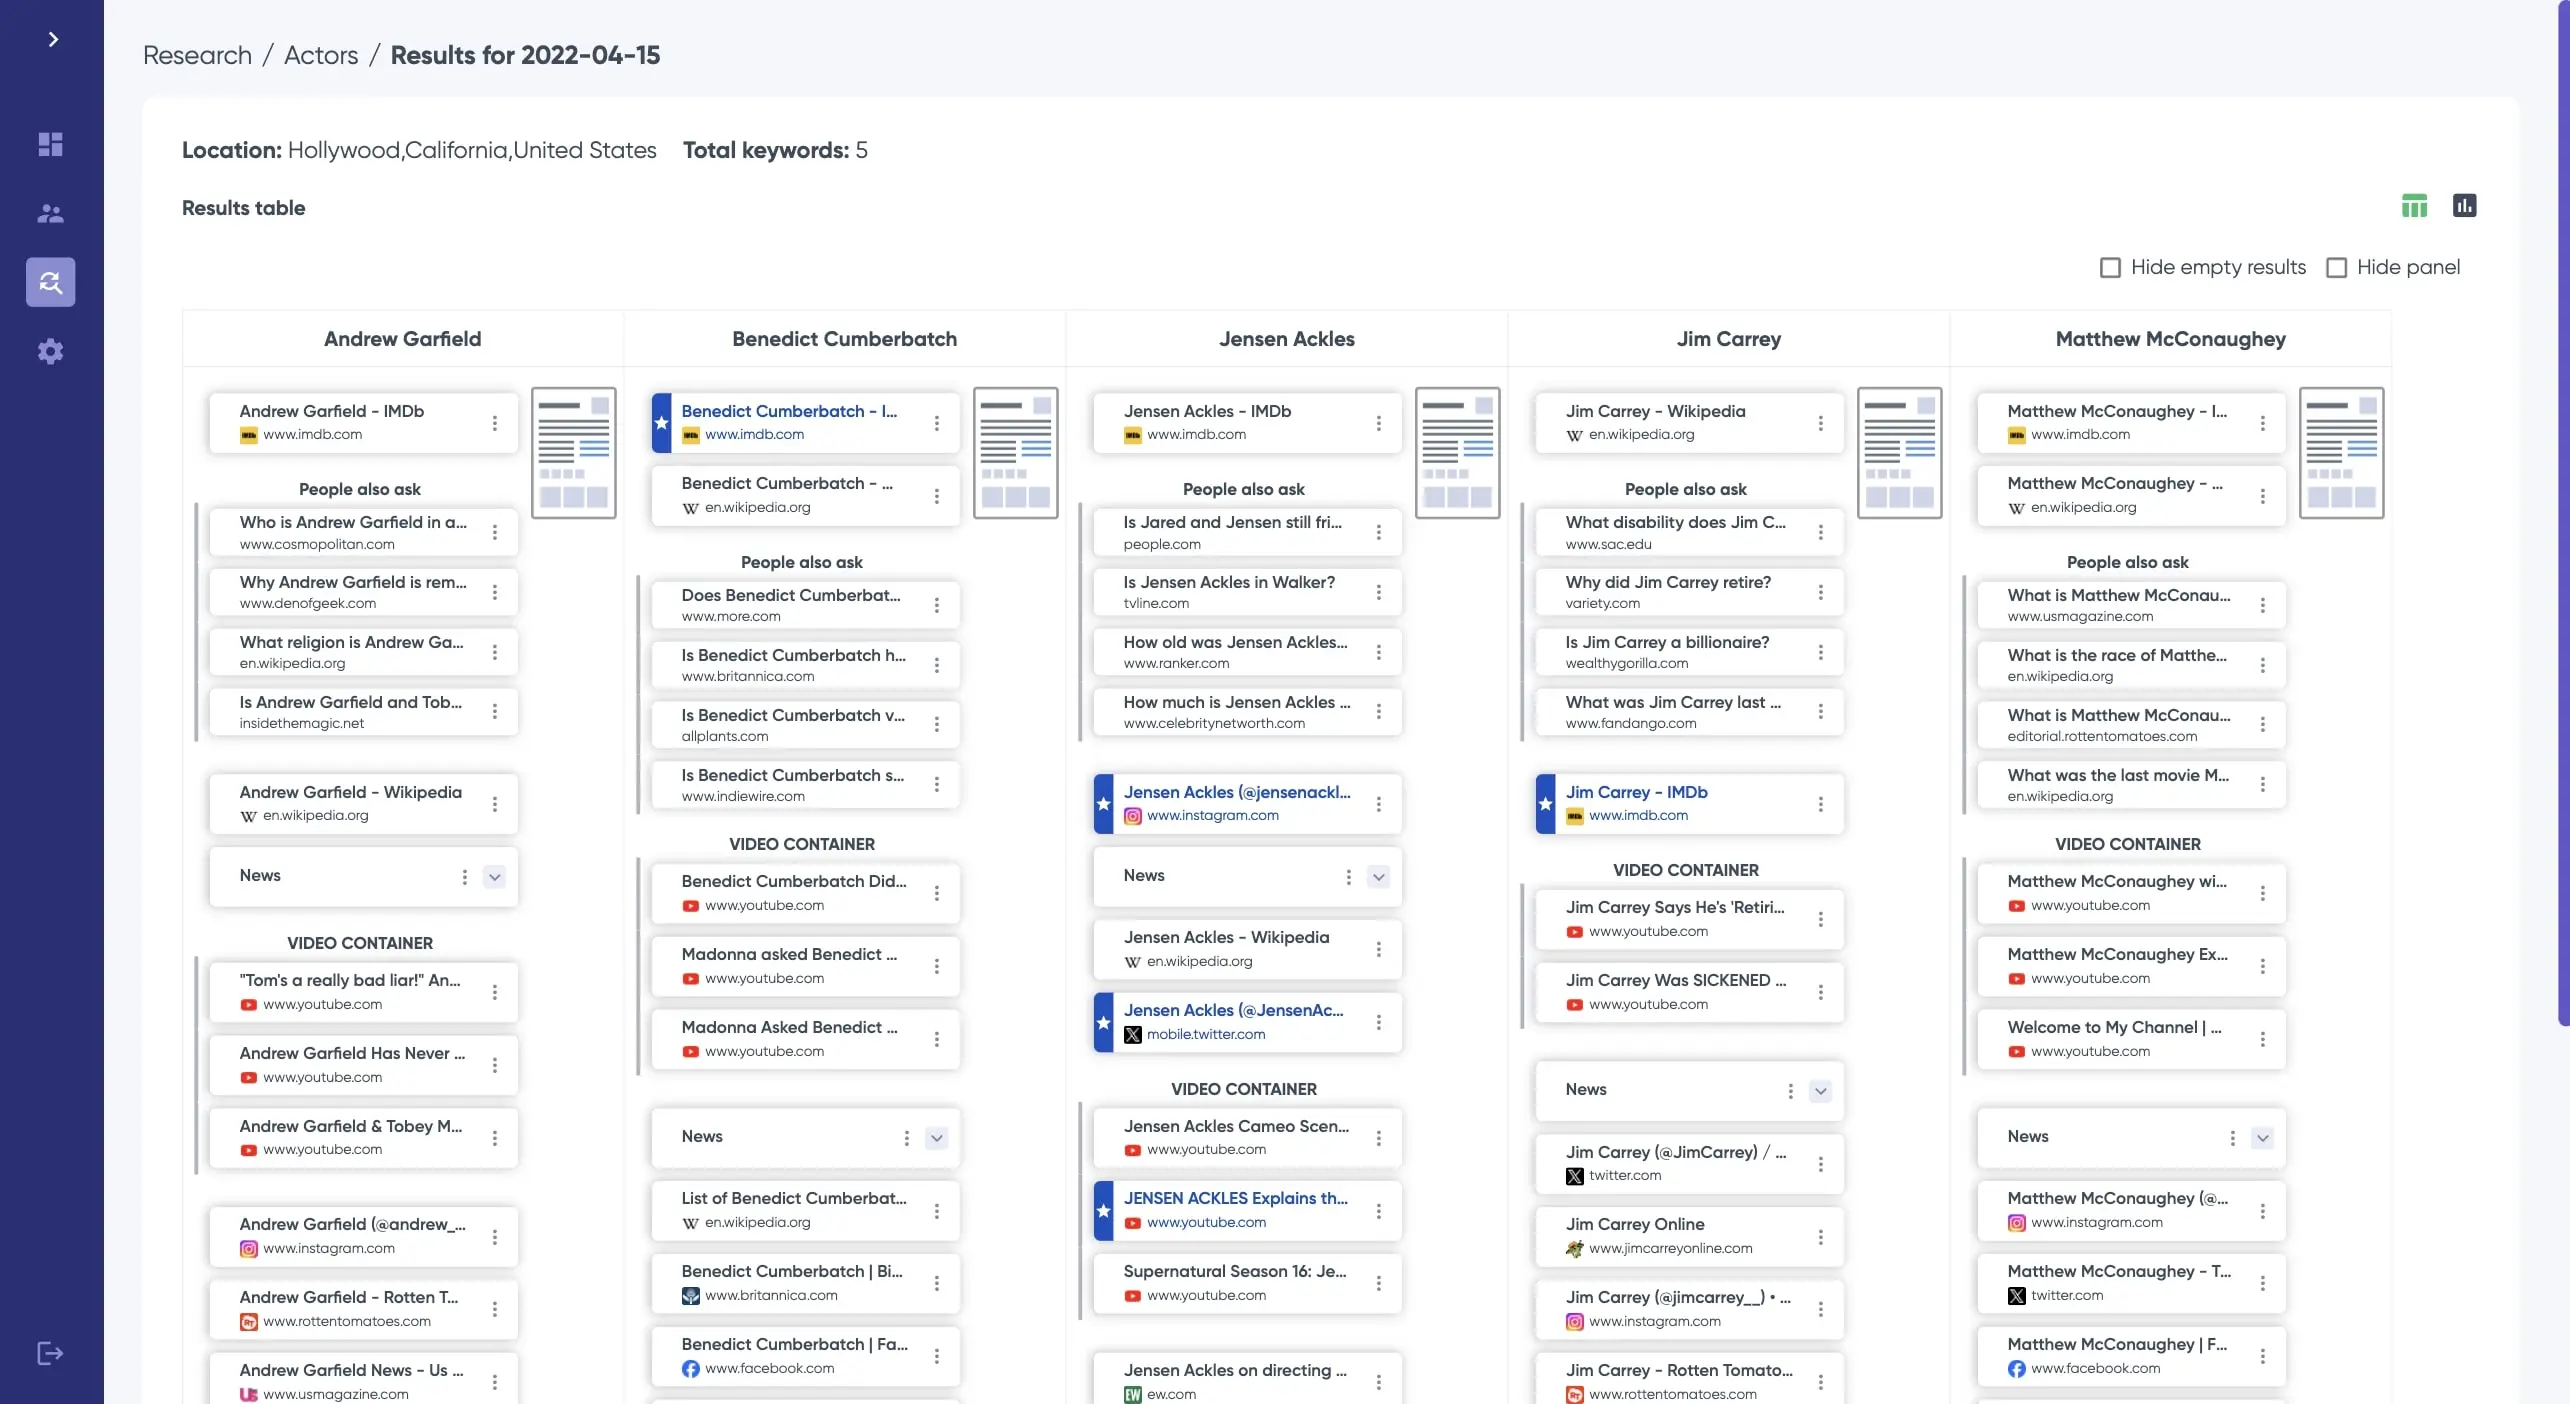 Research / Actors / Results for 2022-04-15
Location: Hollywood,California,United States Total keywords: 5
Results table
Hide empty results Hide panel
Andrew Garfield
Andrew Garfield - IMDb
www.imdb.com
People also ask
Who is Andrew Garfield in a...
www.cosmopolitan.com
Why Andrew Garfield is rem...
www.denofgeek.com
What religion is Andrew Ga...
en.wikipedia.org
Is Andrew Garfield and Tob...
insidethemagic.net
Andrew Garfield - Wikipedia
en.wikipedia.org
News
VIDEO CONTAINER
"Tom's a really bad liar!" An...
www.youtube.com
Andrew Garfield Has Never ...
www.youtube.com
Andrew Garfield & Tobey M...
www.youtube.com
Andrew Garfield (@andrew_...
www.instagram.com
Andrew Garfield - Rotten T...
www.rottentomatoes.com
Andrew Garfield News - Us ...
www.usmagazine.com
Benedict Cumberbatch
Benedict Cumberbatch - I...
www.imdb.com
Benedict Cumberbatch - ...
en.wikipedia.org
People also ask
Does Benedict Cumberbat...
www.more.com
Is Benedict Cumberbatch h...
www.britannica.com
Is Benedict Cumberbatch v...
allplants.com
Is Benedict Cumberbatch s...
www.indiewire.com
VIDEO CONTAINER
Benedict Cumberbatch Did...
www.youtube.com
Madonna asked Benedict ...
www.youtube.com
Madonna Asked Benedict ...
www.youtube.com
News
List of Benedict Cumberbat...
en.wikipedia.org
Benedict Cumberbatch | Bi...
www.britannica.com
Benedict Cumberbatch | Fa...
www.facebook.com
Jensen Ackles
Jensen Ackles - IMDb
www.imdb.com
People also ask
Is Jared and Jensen still fri...
people.com
Is Jensen Ackles in Walker?
tvline.com
How old was Jensen Ackles...
www.ranker.com
How much is Jensen Ackles ...
www.celebritynetworth.com
Jensen Ackles (@jensenackl...
www.instagram.com
News
Jensen Ackles - Wikipedia
en.wikipedia.org
Jensen Ackles (@JensenAc...
mobile.twitter.com
VIDEO CONTAINER
Jensen Ackles Cameo Scen...
www.youtube.com
JENSEN ACKLES Explains th...
www.youtube.com
Supernatural Season 16: Je...
www.youtube.com
Jensen Ackles on directing ...
ew.com
Jim Carrey
Jim Carrey - Wikipedia
en.wikipedia.org
People also ask
What disability does Jim C...
www.sac.edu
Why did Jim Carrey retire?
variety.com
Is Jim Carrey a billionaire?
wealthygorilla.com
What was Jim Carrey last ...
www.fandango.com
Jim Carrey - IMDb
www.imdb.com
VIDEO CONTAINER
Jim Carrey Says He's 'Retiri...
www.youtube.com
Jim Carrey Was SICKENED ...
www.youtube.com
News
Jim Carrey (@JimCarrey) / ...
twitter.com
Jim Carrey Online
www.jimcarreyonline.com
Jim Carrey (@jimcarrey__) • ...
www.instagram.com
Jim Carrey - Rotten Tomato...
www.rottentomatoes.com
Matthew McConaughey
Matthew McConaughey - I...
www.imdb.com
Matthew McConaughey - ...
en.wikipedia.org
People also ask
What is Matthew McConau...
www.usmagazine.com
What is the race of Matthe...
en.wikipedia.org
What is Matthew McConau...
editorial.rottentomatoes.com
What was the last movie M...
en.wikipedia.org
VIDEO CONTAINER
Matthew McConaughey wi...
www.youtube.com
Matthew McConaughey Ex...
www.youtube.com
Welcome to My Channel | ...
www.youtube.com
News
Matthew McConaughey (@...
www.instagram.com
Matthew McConaughey - T...
twitter.com
Matthew McConaughey | F...
www.facebook.com